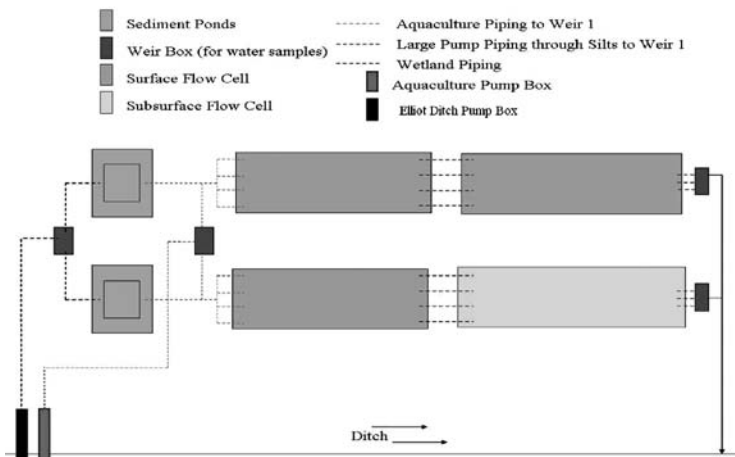 Sediment Ponds
Weir Box (for water samples)
Surface Flow Cell
Subsurface Flow Cell
Aquaculture Piping to Weir 1
Large Pump Piping through Silts to Weir 1
Wetland Piping
Aquaculture Pump Box
Elliot Ditch Pump Box
Ditch